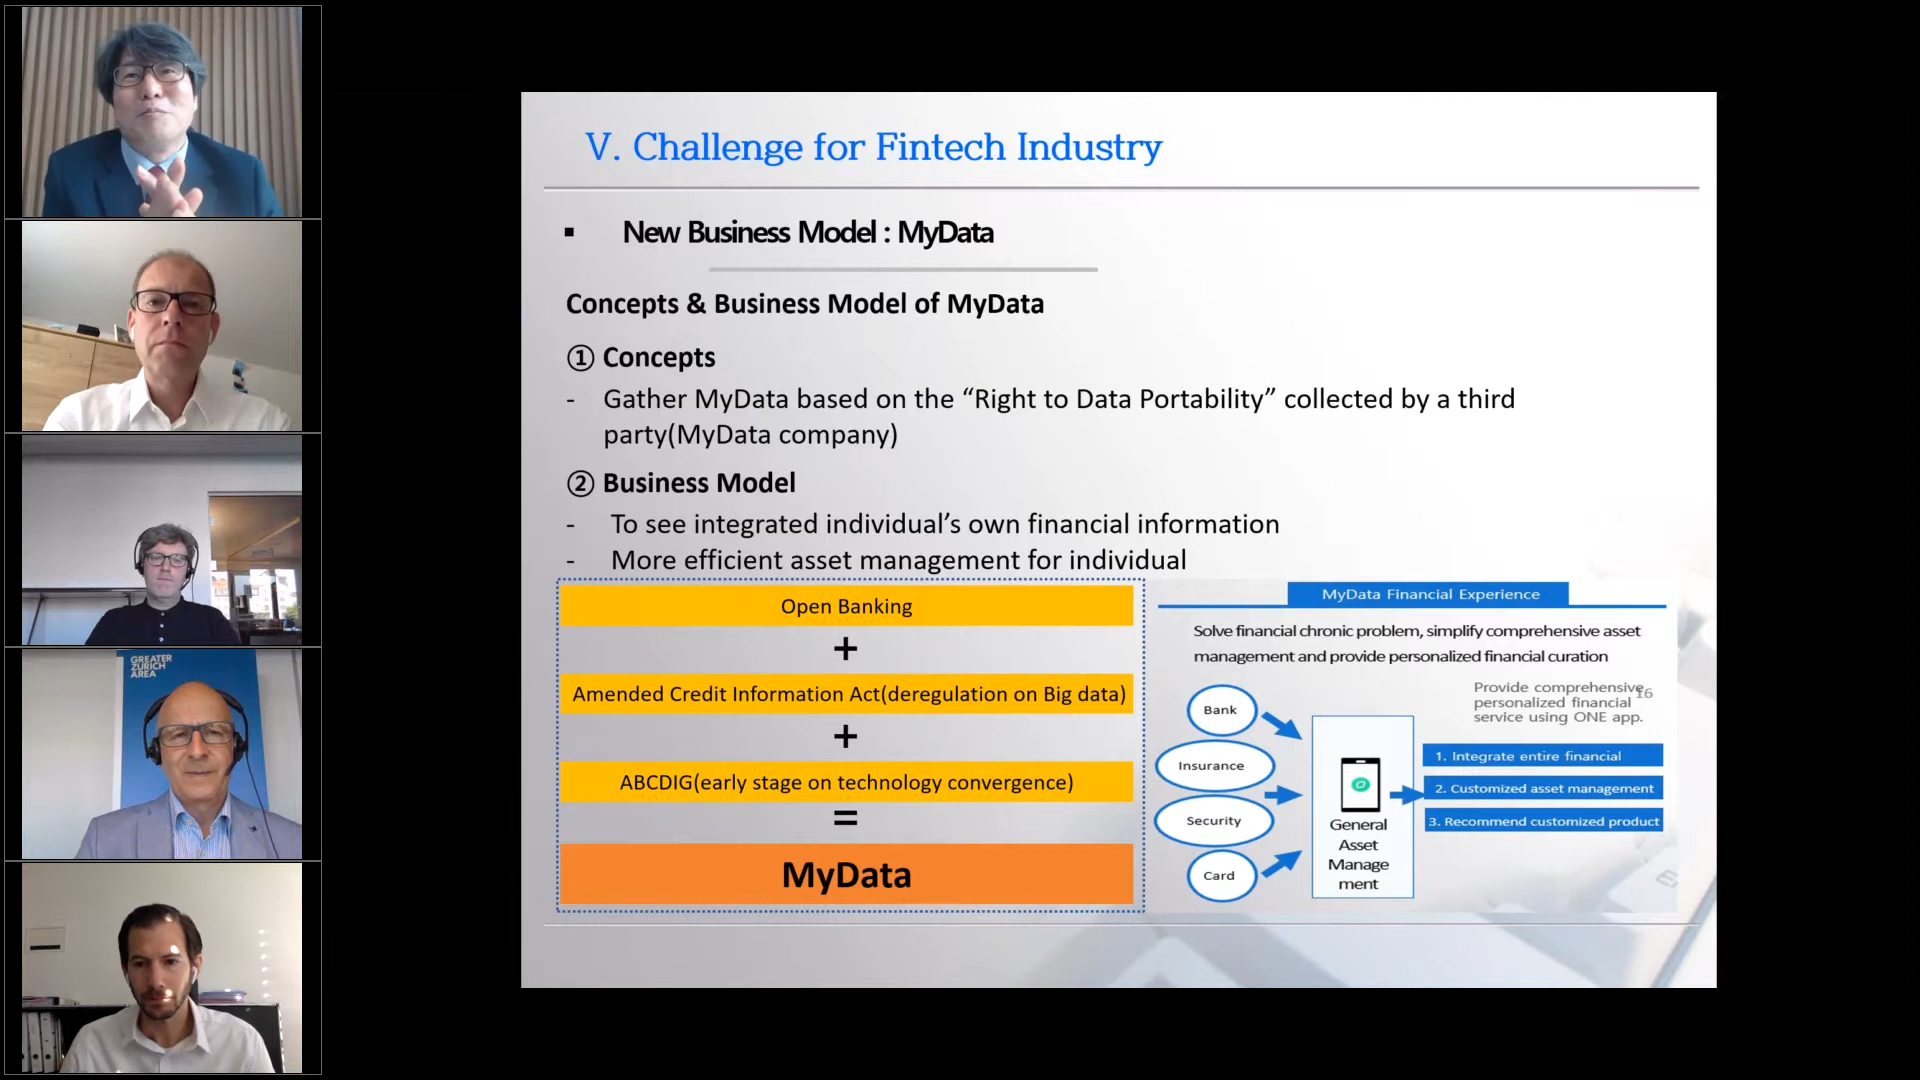 GREATER
ZURICH
AREA
V. Challenge for Fintech Industry
▪ New Business Model : MyData
Concepts & Business Model of MyData
① Concepts
- Gather MyData based on the “Right to Data Portability” collected by a third
party(MyData company)
② Business Model
- To see integrated individual’s own financial information
- More efficient asset management for individual
Open Banking
+
Amended Credit Information Act(deregulation on Big data)
+
ABCDIG(early stage on technology convergence)
=
MyData
MyData Financial Experience
Solve financial chronic problem, simplify comprehensive asset
management and provide personalized financial curation
Provide comprehensive
personalized financial
service using ONE app.
16
Bank
Insurance
Security
Card
General
Asset
Manage
ment
1. Integrate entire financial
2. Customized asset management
3. Recommend customized product